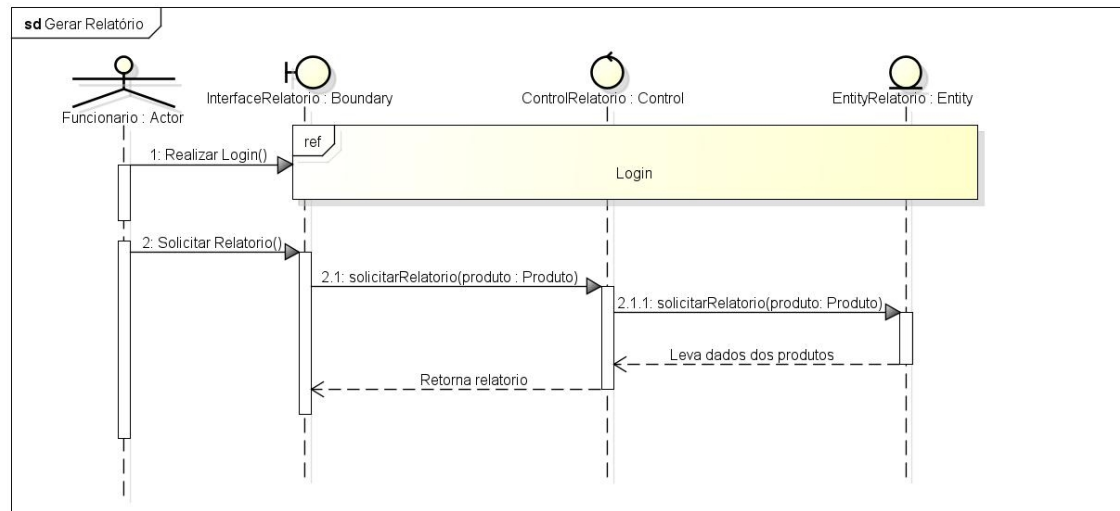 sd Gerar Relatório
Funcionario : Actor
InterfaceRelatorio : Boundary
ControlRelatorio : Control
EntityRelatorio : Entity
ref
Login
1: Realizar Login()
2: Solicitar Relatorio()
2.1: solicitarRelatorio(produto : Produto)
2.1.1: solicitarRelatorio(produto: Produto)
Leva dados dos produtos
Retorna relatorio